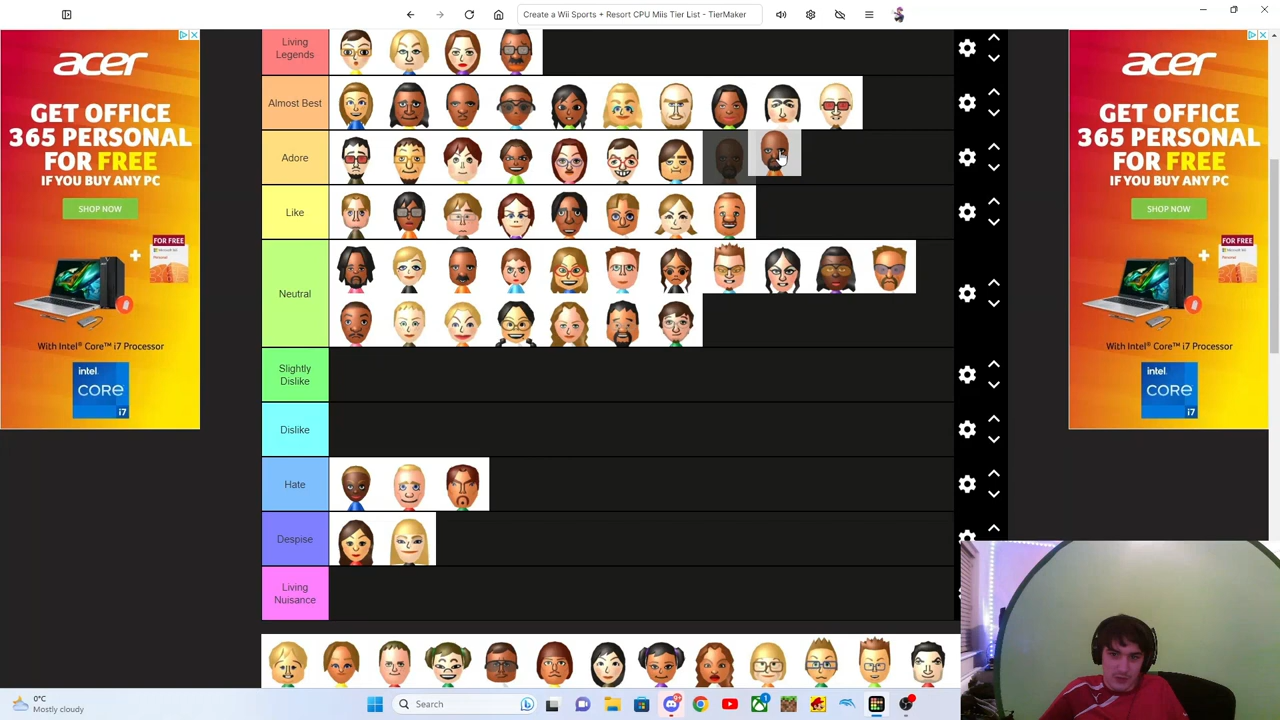 Create a Wii Sports + Resort CPU Miis Tier List - TierMaker
acer
GET OFFICE
365 PERSONAL
FOR FREE
IF YOU BUY ANY PC
SHOP NOW
FOR FREE
With Intel® Core™ i7 Processor
intel
CORE
i7
Living
Legends
Almost Best
Adore
Like
Neutral
Slightly
Dislike
Dislike
Hate
Despise
Living
Nuisance
acer
GET OFFICE
365 PERSONAL
FOR FREE
IF YOU BUY ANY PC
SHOP NOW
FOR FREE
With Intel® Core™ i7 Processor
intel
CORE
i7
0°C
Mostly cloudy
Search
9+
1